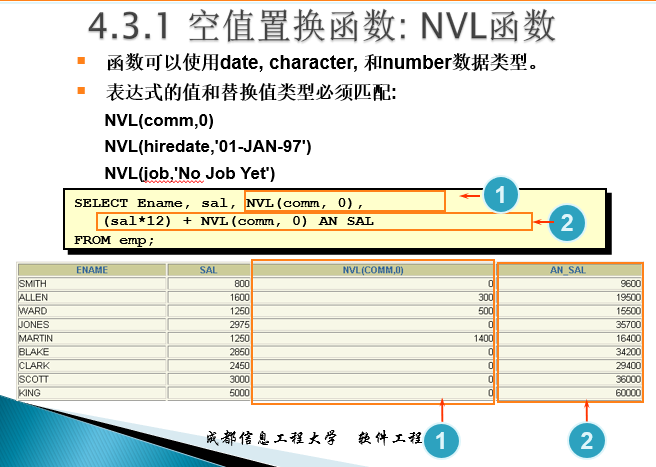 4.3.1 空值置换函数: NVL函数
函数可以使用date, character, 和number数据类型。
表达式的值和替换值类型必须匹配:
NVL(comm,0)
NVL(hiredate,'01-JAN-97')
NVL(job,'No Job Yet')
SELECT Ename, sal, NVL(comm, 0),
(sal*12) + NVL(comm, 0) AN SAL
FROM emp;
1
2
ENAME SAL NVL(COMM,0) AN_SAL
SMITH 800 0 9600
ALLEN 1600 300 19500
WARD 1250 500 15500
JONES 2975 0 35700
MARTIN 1250 1400 16400
BLAKE 2850 0 34200
CLARK 2450 0 29400
SCOTT 3000 0 36000
KING 5000 0 60000
成都信息工程大学 软件工程
1
2